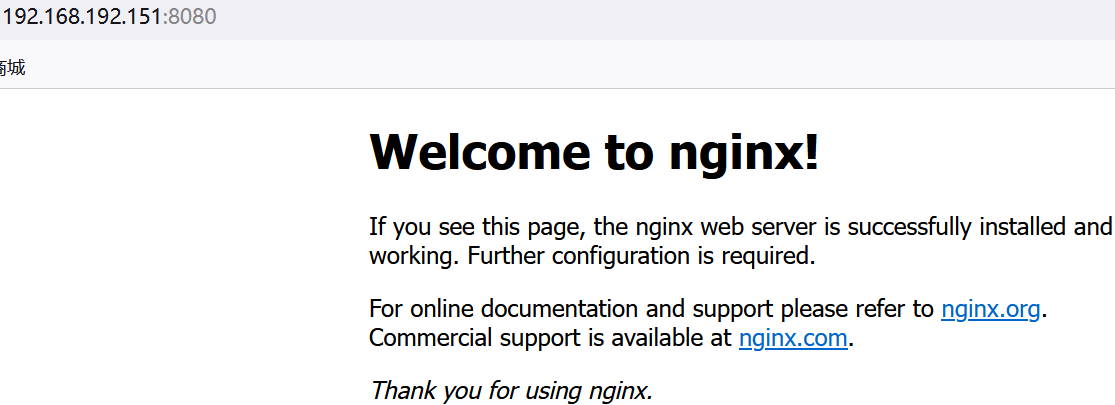 192.168.192.151:8080
商城
Welcome to nginx!
If you see this page, the nginx web server is successfully installed and
working. Further configuration is required.
For online documentation and support please refer to nginx.org.
Commercial support is available at nginx.com.
Thank you for using nginx.